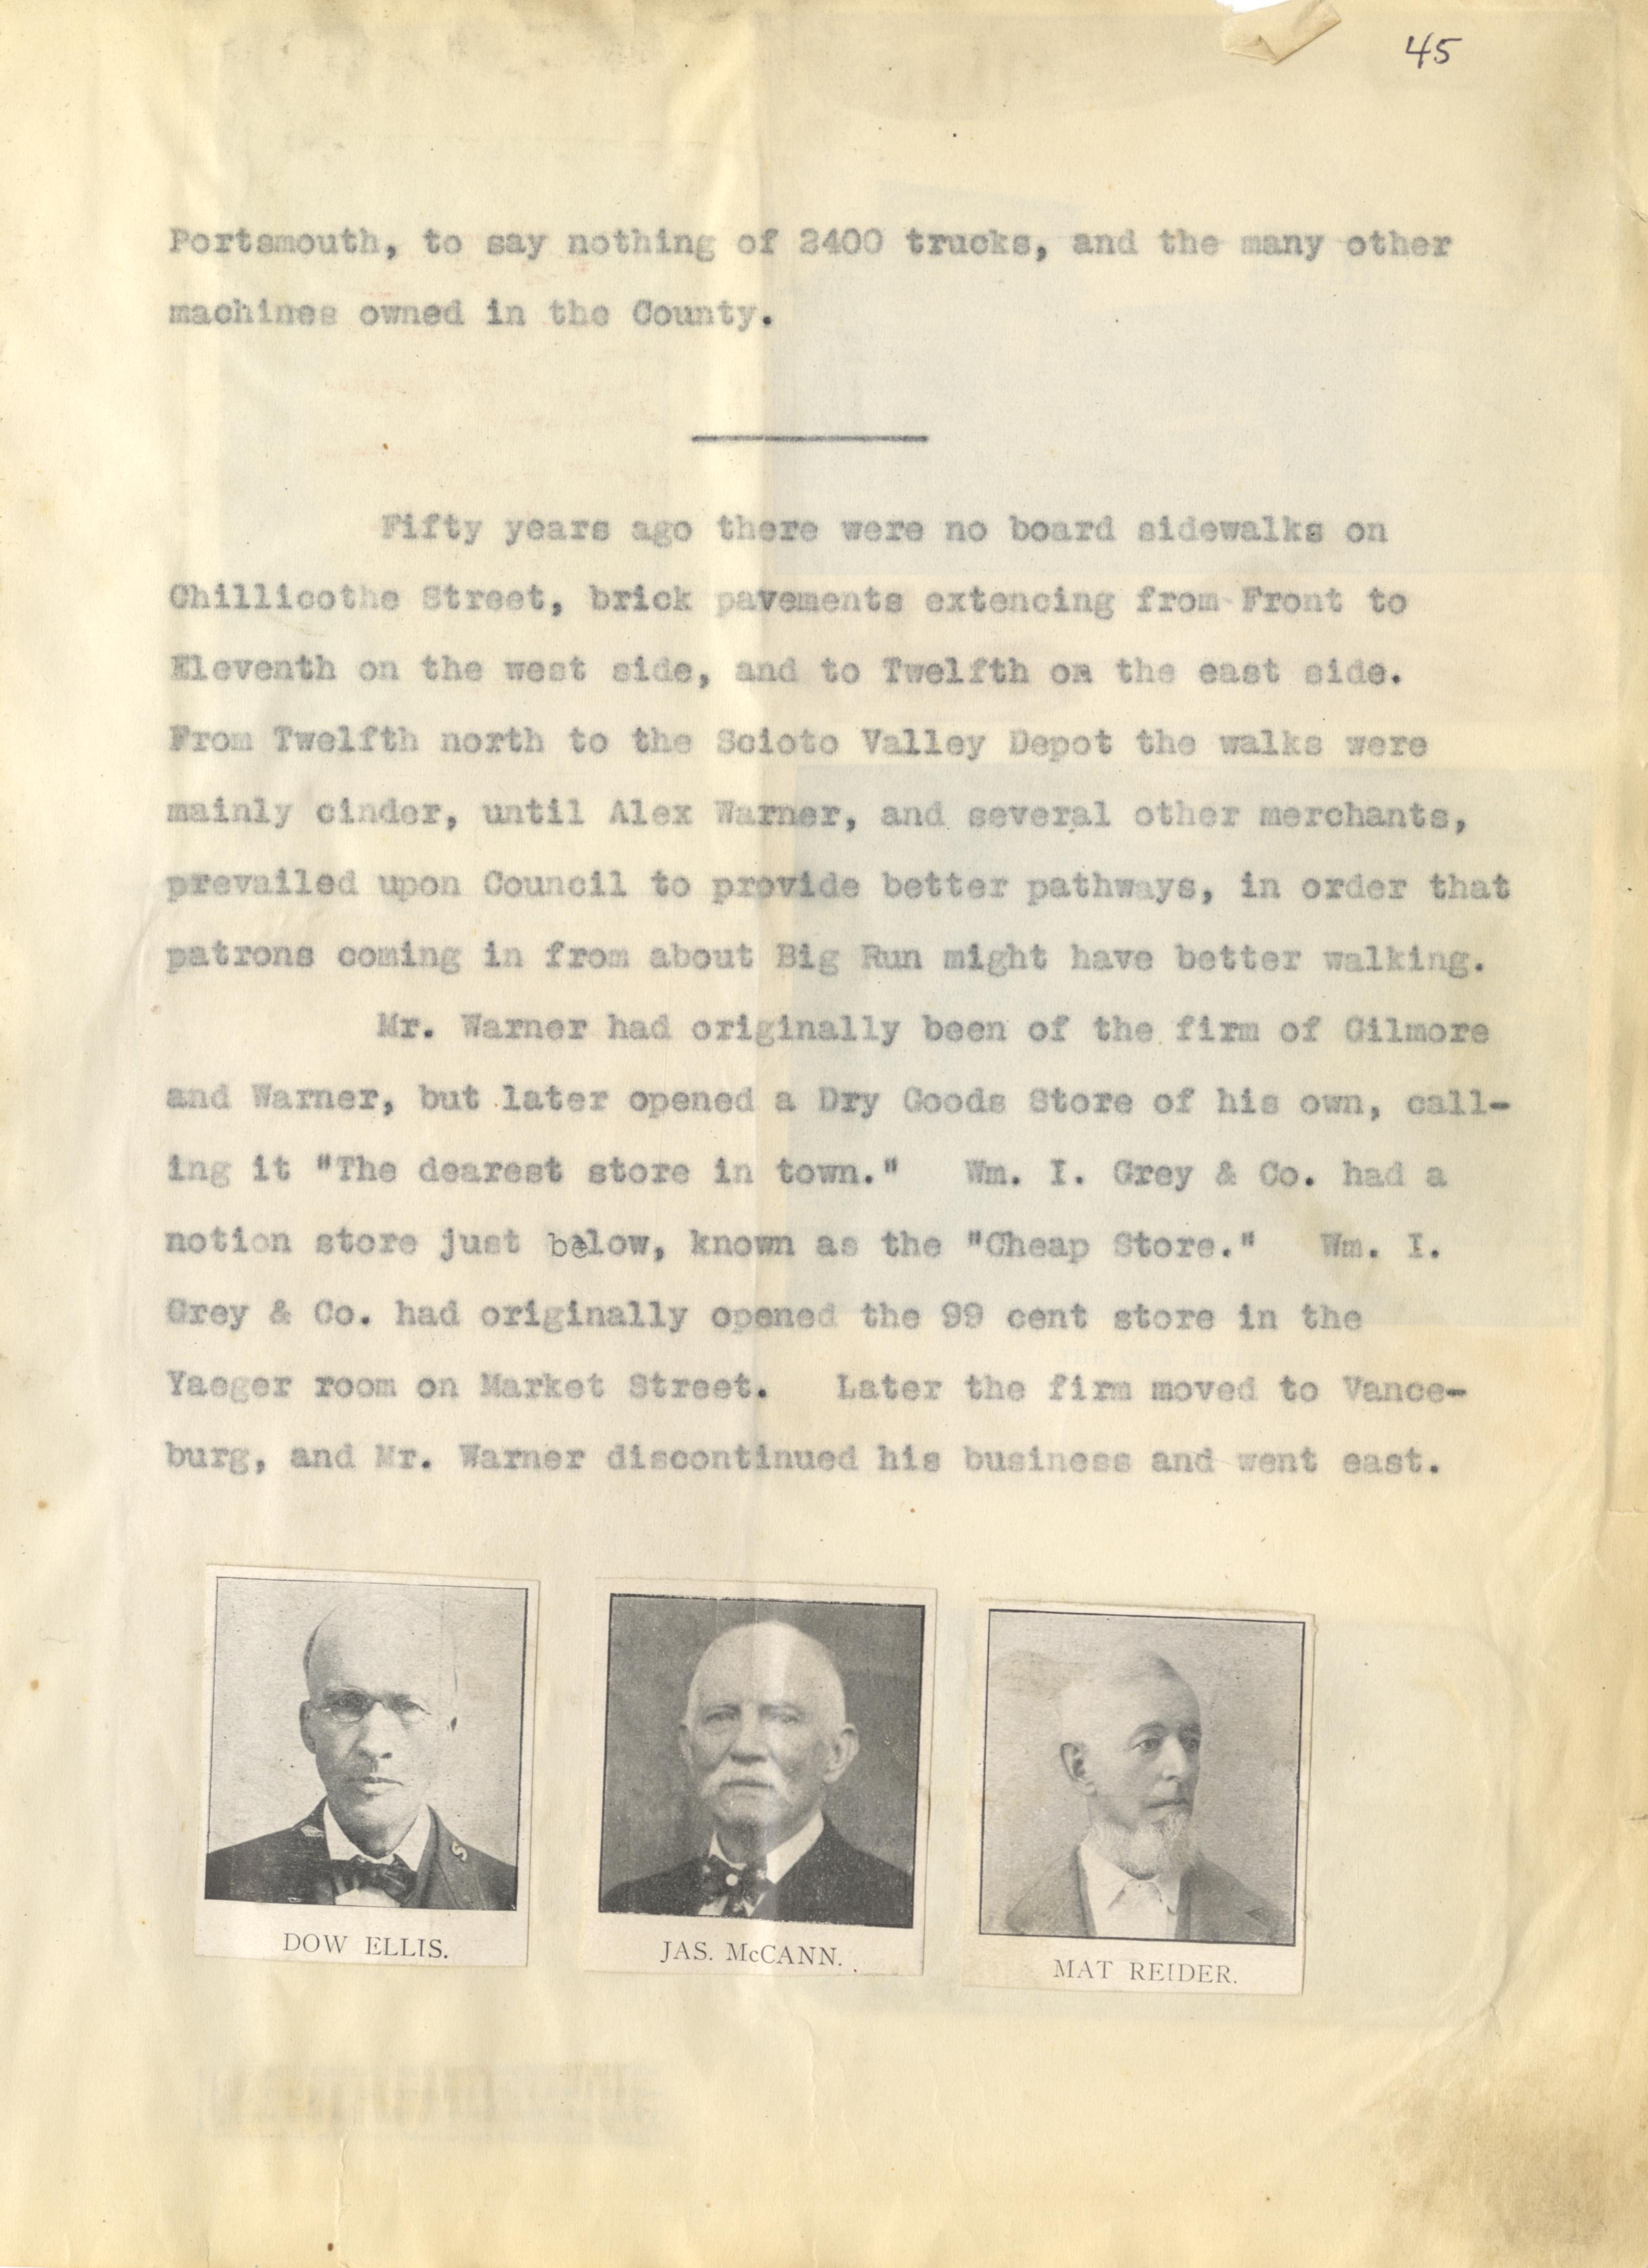 45
Portsmouth, to say nothing of 2400 trucks, and the many other
machines owned in the County.
Fifty years ago there were no board sidewalks on
Chillicothe Street, brick pavements extencing from Front to
Eleventh on the west side, and to Twelfth on the east side.
From Twelfth north to the Scioto Valley Depot the walks were
mainly cinder, until Alex Warner, and several other merchants,
prevailed upon Council to provide better pathways, in order that
patrons coming in from about Big Run might have better walking.
Mr. Warner had originally been of the firm of Gilmore
and Warner, but later opened a Dry Goods Store of his own, call-
ing it "The dearest store in town." Wm. I. Grey & Co. had a
notion store just below, known as the "Cheap Store." Wm. I.
Grey & Co. had originally opened the 99 cent store in the
Yaeger room on Market Street. Later the firm moved to Vance-
burg, and Mr. Warner discontinued his business and went east.
DOW ELLIS.
JAS. McCANN.
MAT REIDER.